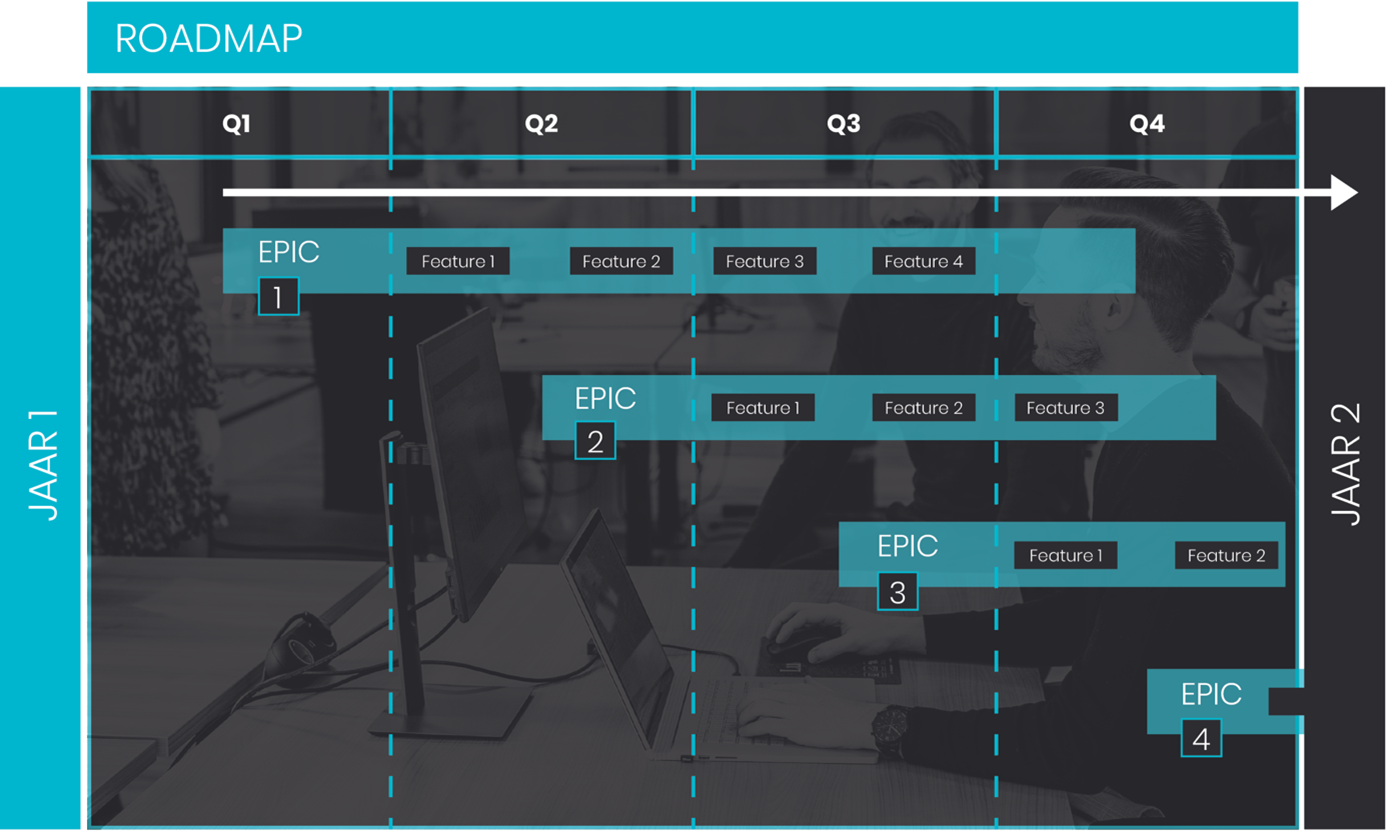 ROADMAP
Q1
Q2
Q3
Q4
JAAR 1
EPIC
1
Feature 1
Feature 2
Feature 3
Feature 4
EPIC
2
Feature 1
Feature 2
Feature 3
EPIC
3
Feature 1
Feature 2
EPIC
4
JAAR 2